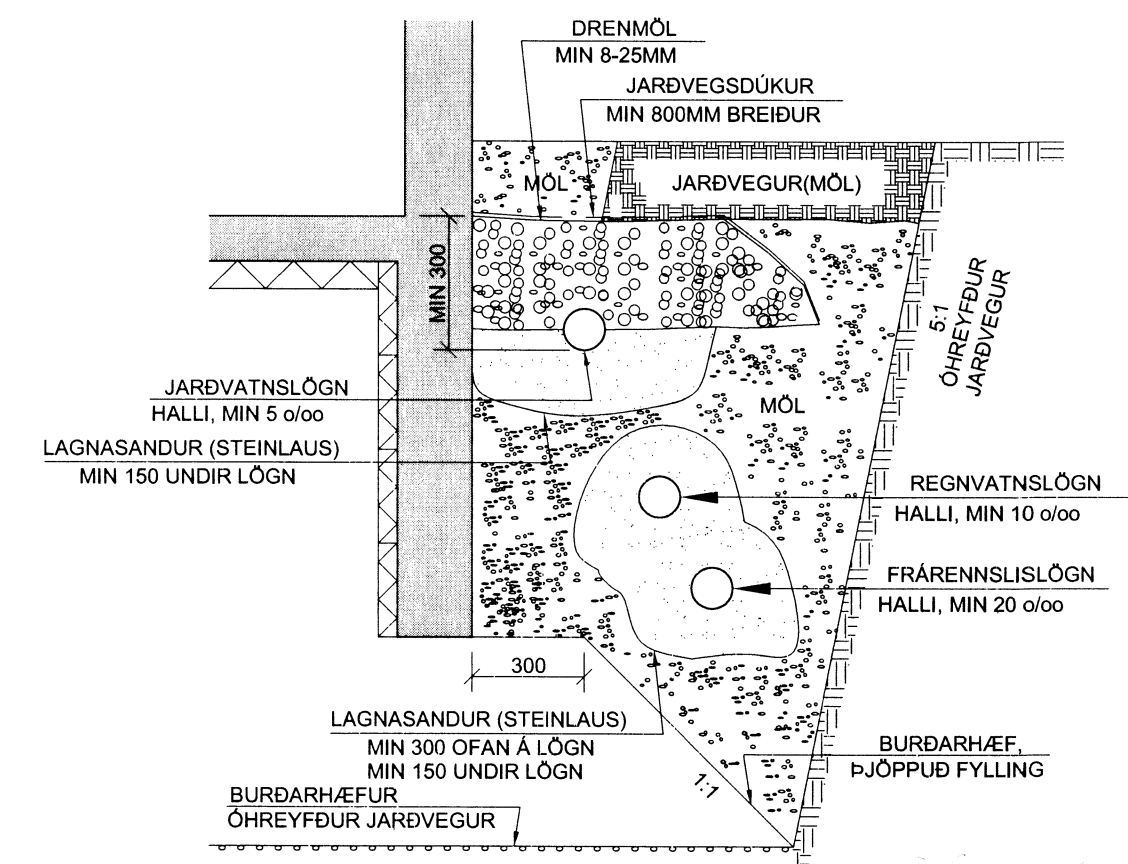 DRENMÖL
MIN 8-25MM
JARÐVEGSDÚKUR
MIN 800MM BREIÐUR
MÖL
JARÐVEGUR(MÖL)
MIN 300
5:1
ÓHREYFÐUR
JARÐVEGUR
JARÐVATNSLÖGN
HALLI, MIN 5 o/oo
MÖL
LAGNASANDUR (STEINLAUS)
MIN 150 UNDIR LÖGN
REGNVATNSLÖGN
HALLI, MIN 10 o/oo
FRÁRENNSLISLÖGN
HALLI, MIN 20 o/oo
300
LAGNASANDUR (STEINLAUS)
MIN 300 OFAN Á LÖGN
MIN 150 UNDIR LÖGN
BURÐARHÆF,
ÞJÖPPUÐ FYLLING
1:1
BURÐARHÆFUR
ÓHREYFÐUR JARÐVEGUR